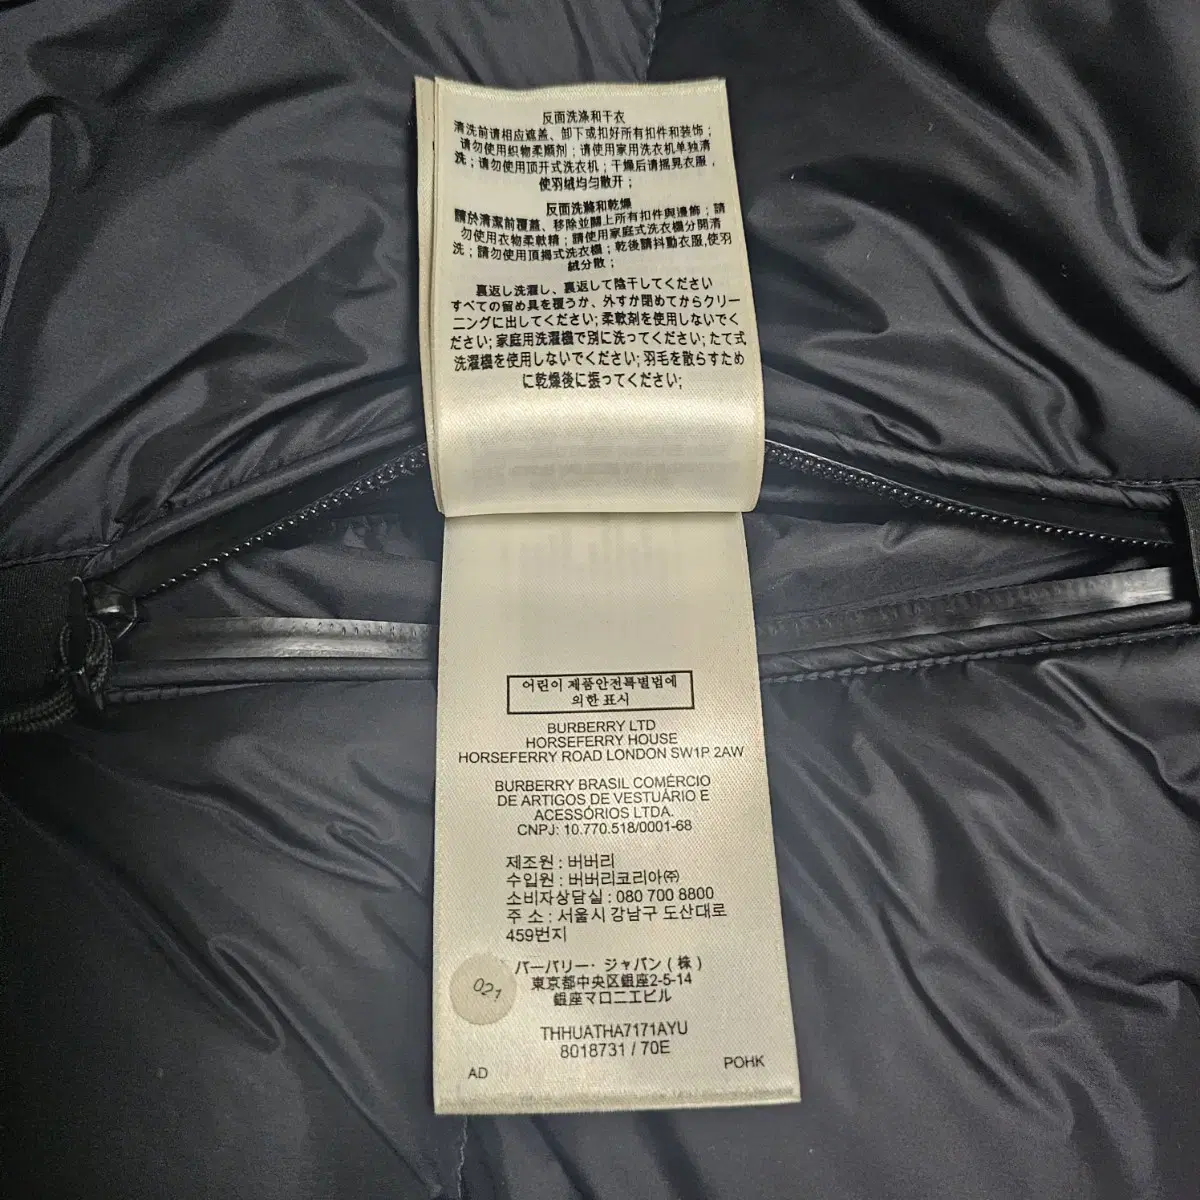 反面洗涤和干衣
清洗前请相应遮盖、卸下或扣好所有扣件和装饰；
请勿使用织物柔顺剂；请使用家用洗衣机单独清
洗；请勿使用顶开式洗衣机；干燥后请摇晃衣服，
使羽绒均匀散开；
反面洗滌和乾燥
請於清潔前覆蓋、移除並關上所有扣件與邊飾；請
勿使用衣物柔軟精；請使用家庭式洗衣機分開清
洗；請勿使用頂揭式洗衣機；乾後請抖動衣服,使羽
絨分散；
裏返し洗濯し、裏返して陰干してください
すべての留め具を覆うか、外すか閉めてからクリー
ニングに出してください; 柔軟剤を使用しないでく
ださい; 家庭用洗濯機で別に洗ってください; たて式
洗濯機を使用しないでください; 羽毛を散らすため
に乾燥後に振ってください;
어린이 제품안전특별법에
의한 표시
BURBERRY LTD
HORSEFERRY HOUSE
HORSEFERRY ROAD LONDON SW1P 2AW
BURBERRY BRASIL COMÉRCIO
DE ARTIGOS DE VESTUÁRIO E
ACESSÓRIOS LTDA.
CNPJ: 10.770.518/0001-68
제조원 : 버버리
수입원 : 버버리코리아㈜
소비자상담실 : 080 700 8800
주 소 : 서울시 강남구 도산대로
459번지
バーバリー・ジャパン ( 株 )
東京都中央区銀座2-5-14
銀座マロニエビル
021
THHUATHA7171AYU
8018731 / 70E
AD
POHK